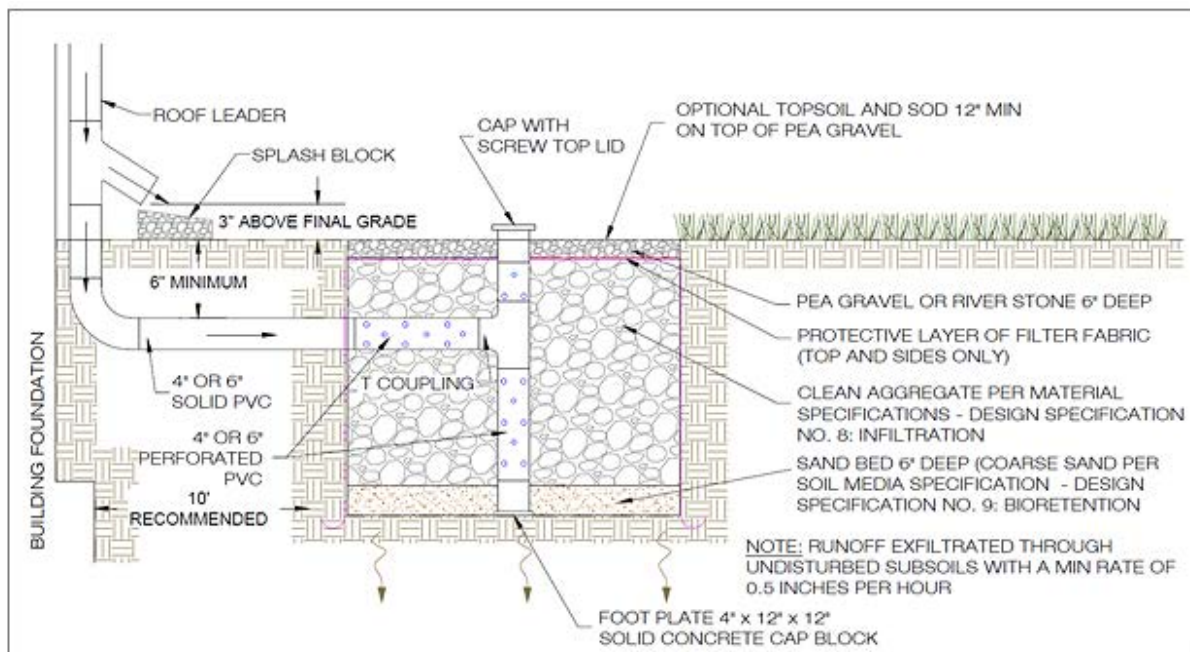 ROOF LEADER
SPLASH BLOCK
3" ABOVE FINAL GRADE
6" MINIMUM
CAP WITH
SCREW TOP LID
OPTIONAL TOPSOIL AND SOD 12" MIN
ON TOP OF PEA GRAVEL
PEA GRAVEL OR RIVER STONE 6" DEEP
PROTECTIVE LAYER OF FILTER FABRIC
(TOP AND SIDES ONLY)
CLEAN AGGREGATE PER MATERIAL
SPECIFICATIONS - DESIGN SPECIFICATION
NO. 8: INFILTRATION
SAND BED 6" DEEP (COARSE SAND PER
SOIL MEDIA SPECIFICATION - DESIGN
SPECIFICATION NO. 9: BIORETENTION
NOTE: RUNOFF EXFILTRATED THROUGH
UNDISTURBED SUBSOILS WITH A MIN RATE OF
0.5 INCHES PER HOUR
4" OR 6"
SOLID PVC
T COUPLING
4" OR 6"
PERFORATED
PVC
10'
RECOMMENDED
BUILDING FOUNDATION
FOOT PLATE 4" x 12" x 12"
SOLID CONCRETE CAP BLOCK